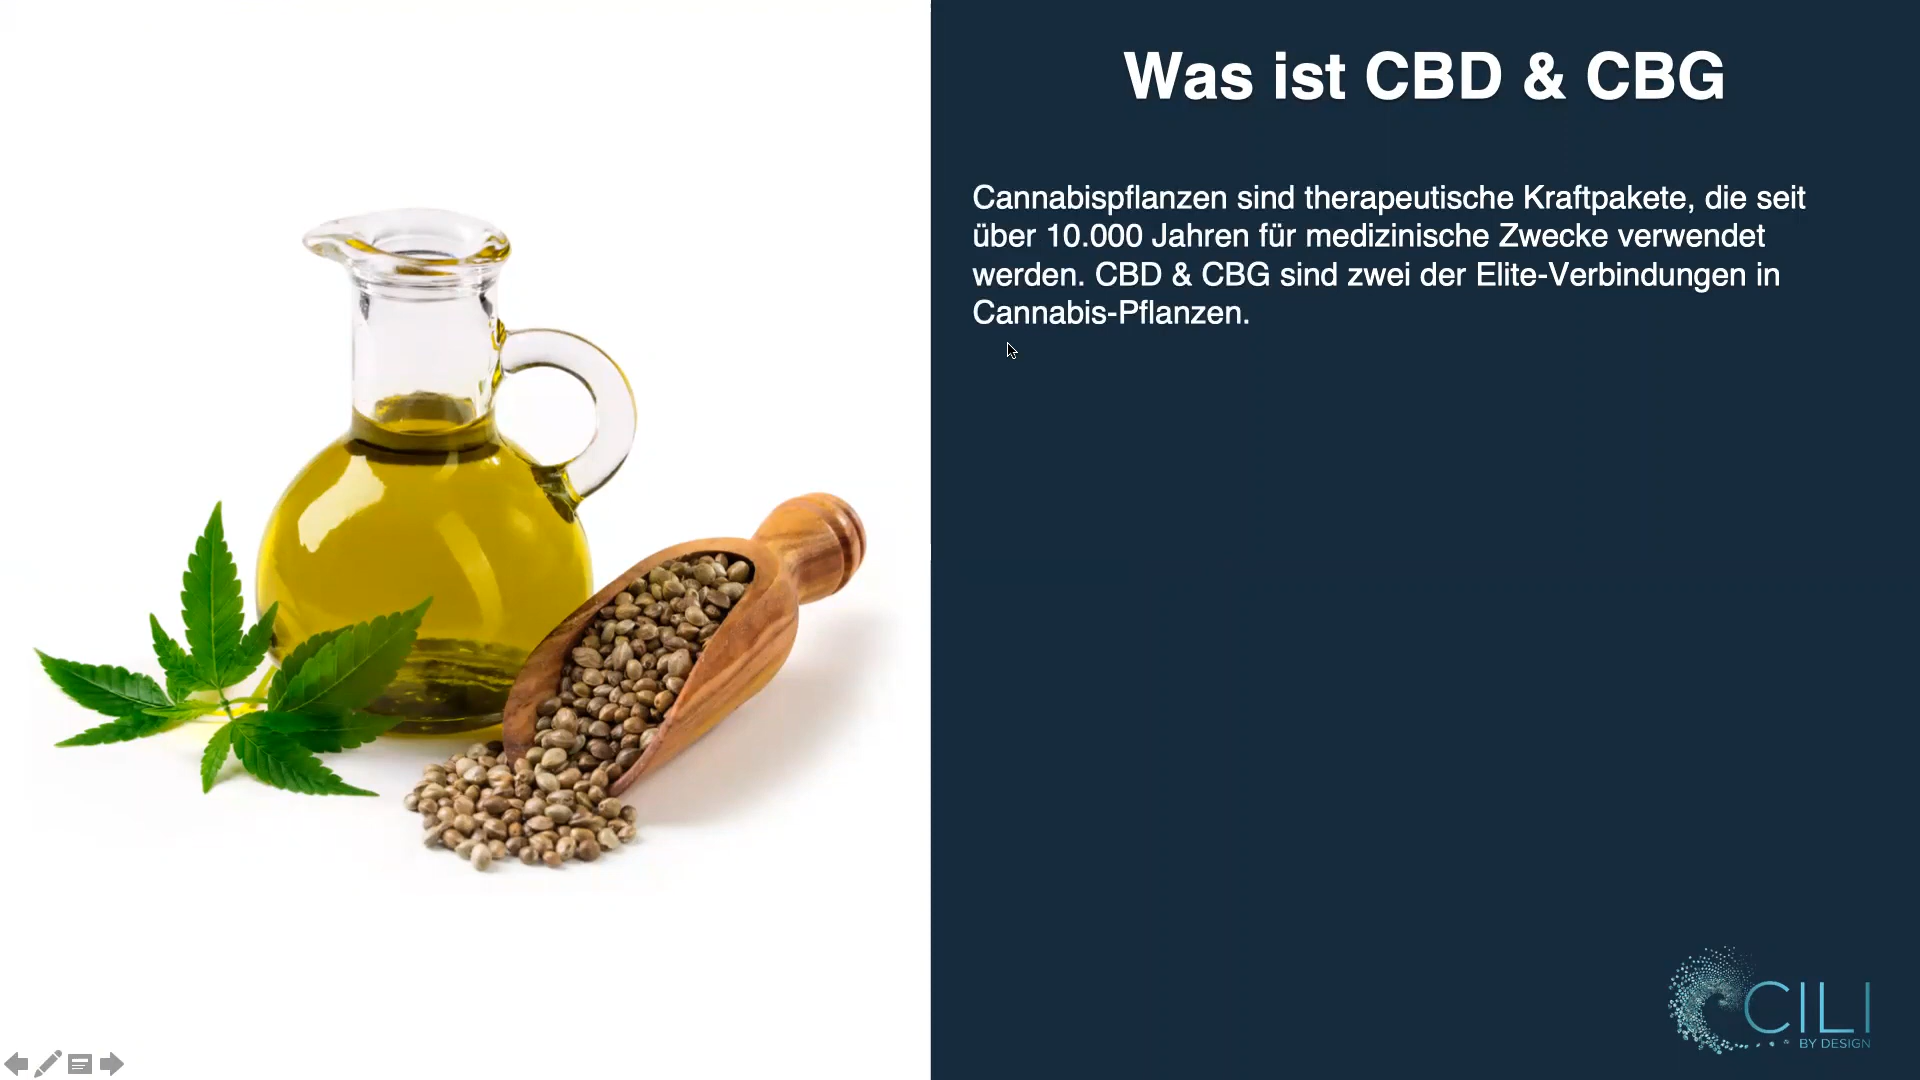 Was ist CBD & CBG
Cannabispflanzen sind therapeutische Kraftpakete, die seit
über 10.000 Jahren für medizinische Zwecke verwendet
werden. CBD & CBG sind zwei der Elite-Verbindungen in
Cannabis-Pflanzen.
CILI
BY DESIGN